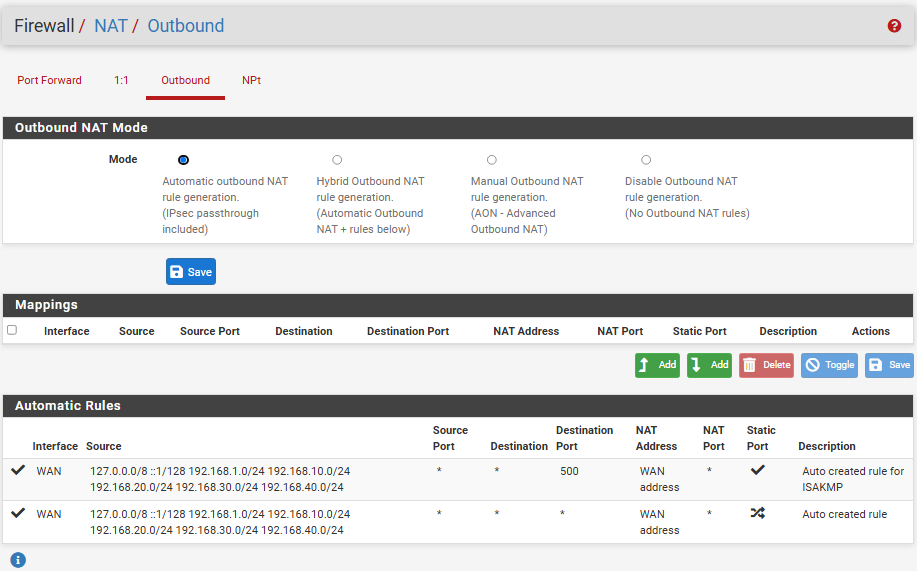 Firewall / NAT / Outbound
Port Forward 1:1 Outbound NPt
Outbound NAT Mode
Mode
Automatic outbound NAT
rule generation.
(IPsec passthrough
included)
Hybrid Outbound NAT
rule generation.
(Automatic Outbound
NAT + rules below)
Manual Outbound NAT
rule generation.
(AON - Advanced
Outbound NAT)
Disable Outbound NAT
rule generation.
(No Outbound NAT rules)
Save
Mappings
Interface Source Source Port Destination Destination Port NAT Address NAT Port Static Port Description Actions
Add Add Delete Toggle Save
Automatic Rules
Interface Source Source Port Destination Destination Port NAT Address NAT Port Static Port Description
WAN 127.0.0.0/8 ::1/128 192.168.1.0/24 192.168.10.0/24 * * 500 WAN * Auto created rule for
192.168.20.0/24 192.168.30.0/24 192.168.40.0/24 address ISAKMP
WAN 127.0.0.0/8 ::1/128 192.168.1.0/24 192.168.10.0/24 * * * WAN * Auto created rule
192.168.20.0/24 192.168.30.0/24 192.168.40.0/24 address